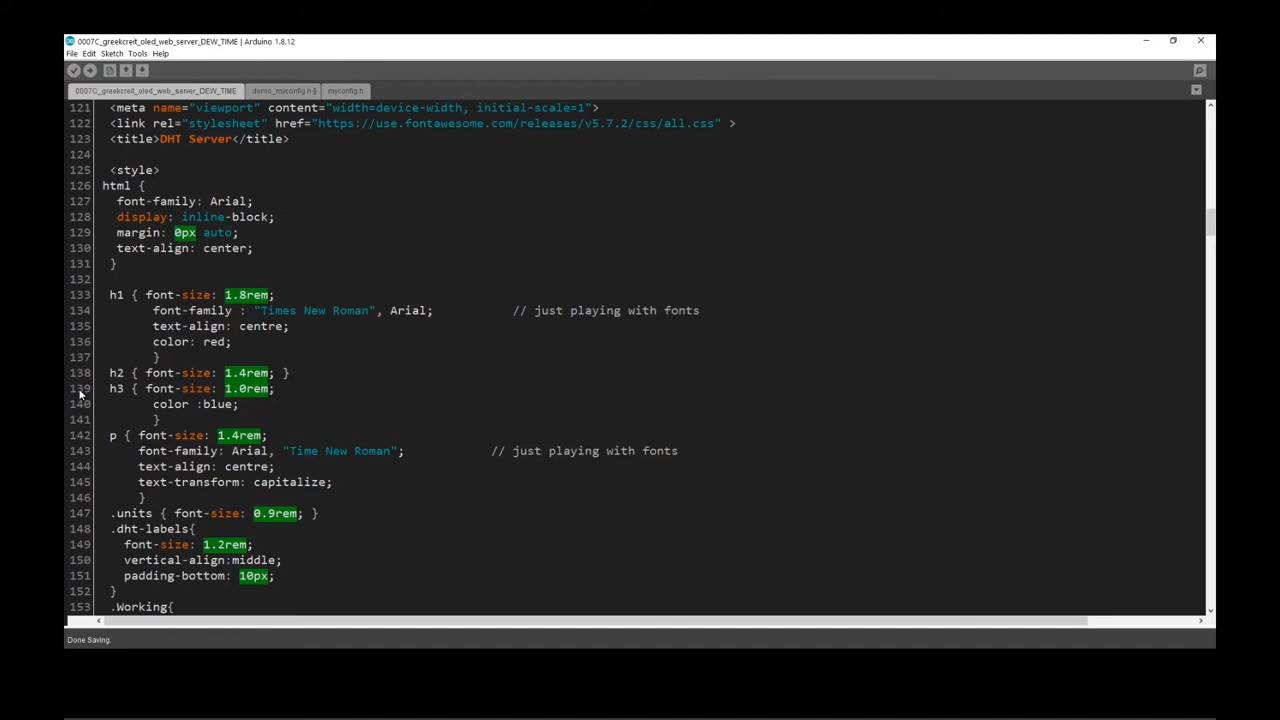 0007C_greekcreit_oled_web_server_DEW_TIME | Arduino 1.8.12
File Edit Sketch Tools Help
0007C_greekcreit_oled_web_server_DEW_TIME demo_myconfig.h § myconfig.h
121 <meta name="viewport" content="width=device-width, initial-scale=1">
122 <link rel="stylesheet" href="https://use.fontawesome.com/releases/v5.7.2/css/all.css" >
123 <title>DHT Server</title>
124
125 <style>
126 html {
127 font-family: Arial;
128 display: inline-block;
129 margin: 0px auto;
130 text-align: center;
131 }
132
133 h1 { font-size: 1.8rem;
134 font-family : "Times New Roman", Arial; // just playing with fonts
135 text-align: centre;
136 color: red;
137 }
138 h2 { font-size: 1.4rem; }
139 h3 { font-size: 1.0rem;
140 color :blue;
141 }
142 p { font-size: 1.4rem;
143 font-family: Arial, "Time New Roman"; // just playing with fonts
144 text-align: centre;
145 text-transform: capitalize;
146 }
147 .units { font-size: 0.9rem; }
148 .dht-labels{
149 font-size: 1.2rem;
150 vertical-align:middle;
151 padding-bottom: 10px;
152 }
153 .Working{
Done Saving.